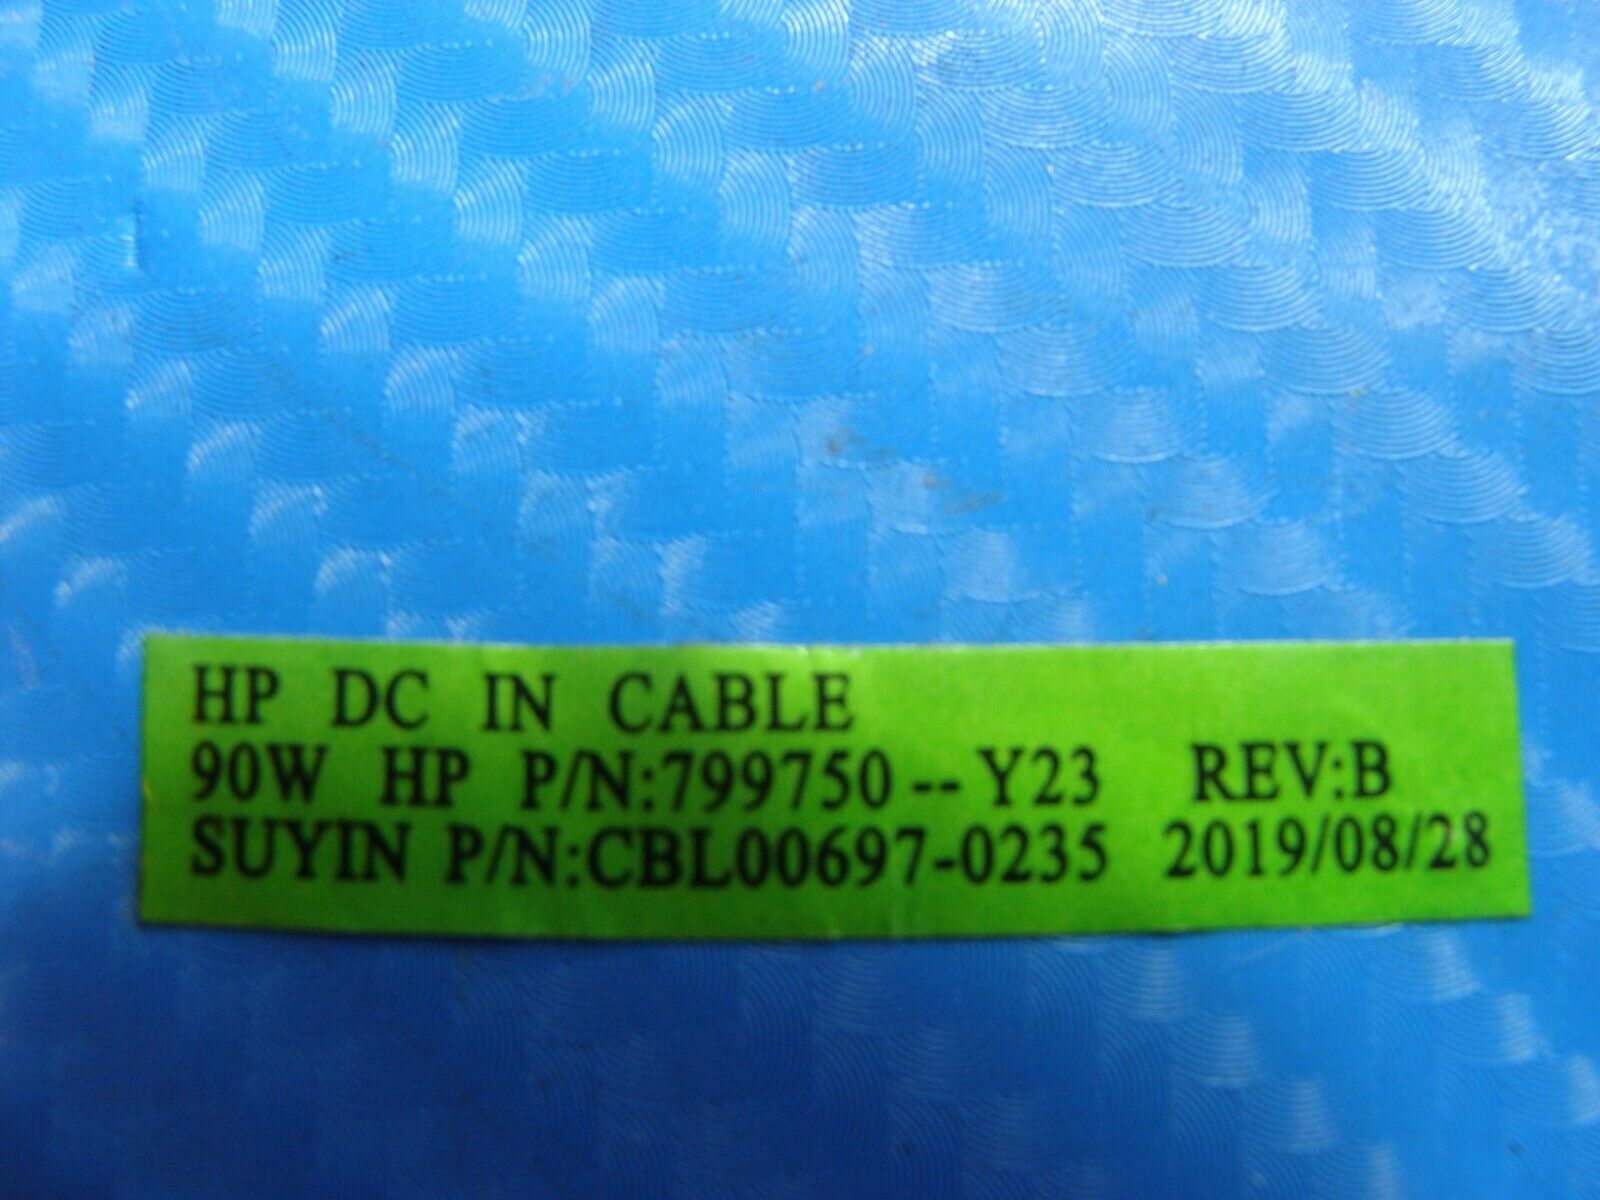 HP DC IN CABLE
90W HP P/N:799750--Y23 REV:B
SUYIN P/N:CBL00697-0235 2019/08/28